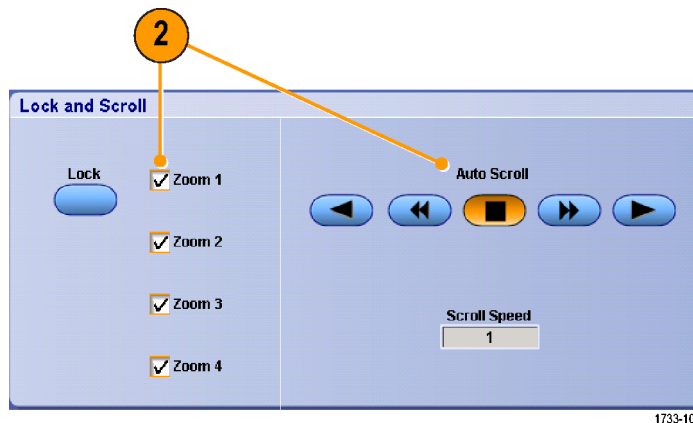 2
Lock and Scroll
Lock
Zoom 1
Auto Scroll
Zoom 2
Zoom 3
Scroll Speed
1
Zoom 4
1733-10